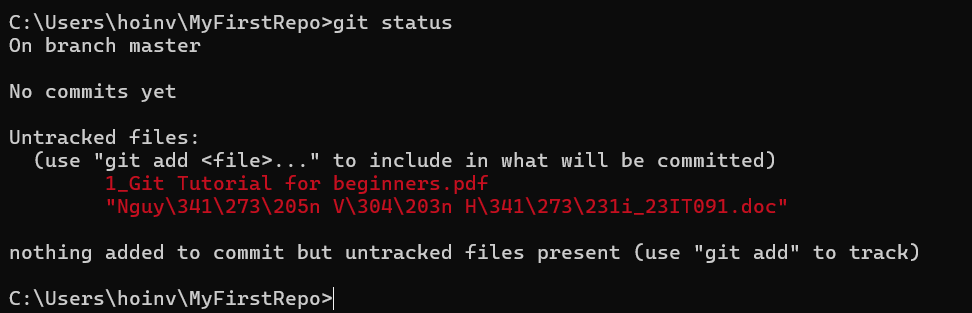 C:\Users\hoinv\MyFirstRepo>git status
On branch master
No commits yet
Untracked files:
(use "git add <file>..." to include in what will be committed)
1_Git Tutorial for beginners.pdf
"Nguy\341\273\205n V\304\203n H\341\273\231i_23IT091.doc"
nothing added to commit but untracked files present (use "git add" to track)
C:\Users\hoinv\MyFirstRepo>